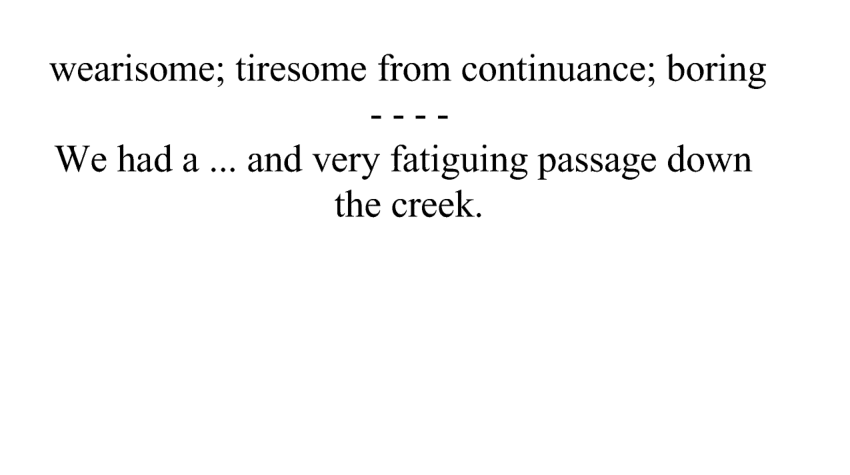 wearisome; tiresome from continuance; boring
- - - -
We had a ... and very fatiguing passage down
the creek.